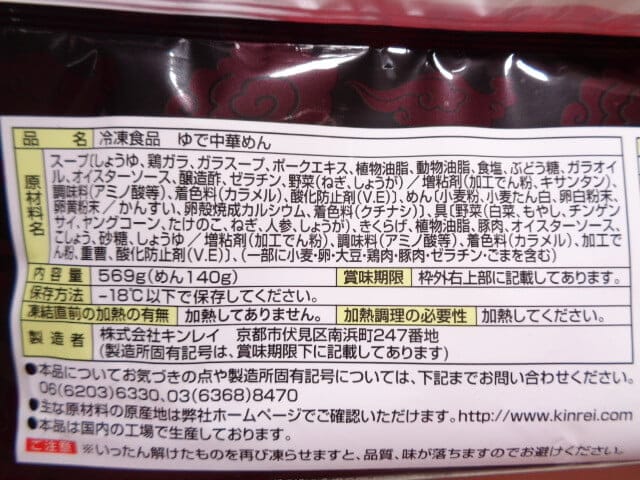 品 名 冷凍食品 ゆで中華めん
原材料名
スープ(しょうゆ、鶏ガラ、ガラスープ、ポークエキス、植物油脂、動物油脂、食塩、ぶどう糖、ガラオイ
ル、オイスターソース、醸造酢、ゼラチン、野菜(ねぎ、しょうが)／増粘剤(加工でん粉、キサンタン)、
調味料(アミノ酸等)、着色料(カラメル)、酸化防止剤(V.E))、めん(小麦粉、小麦たん白、卵白粉末、
卵黄粉末／かんすい、卵殻焼成カルシウム、着色料(クチナシ))、具(野菜(白菜、もやし、チンゲン
サイ、ヤングコーン、たけのこ、ねぎ、人参、しょうが)、きくらげ、植物油脂、豚肉、オイスターソース、
こしょう、砂糖、しょうゆ／増粘剤(加工でん粉)、調味料(アミノ酸等)、着色料(カラメル)、加工で
ん粉、重曹、酸化防止剤(V.E))、(一部に小麦・卵・大豆・鶏肉・豚肉・ゼラチン・ごまを含む)
内容量 569g(めん140g) 賞味期限 枠外右上部に記載してあります。
保存方法 -18℃以下で保存してください。
凍結直前の加熱の有無 加熱してありません。 加熱調理の必要性 加熱してください。
製造者 株式会社キンレイ 京都市伏見区南浜町247番地
(製造所固有記号は、賞味期限下に記載してあります)
●本品についてお気づきの点や製造所固有記号については、下記までお問い合わせください。
06(6203)6330、03(6368)8470
●主な原材料の原産地は弊社ホームページでご確認いただけます。http://www.kinrei.com/
●本品は国内の工場で生産しております。
ご注意 ※いったん解けたものを再び凍らせますと、品質、味が落ちますのでお避けください。